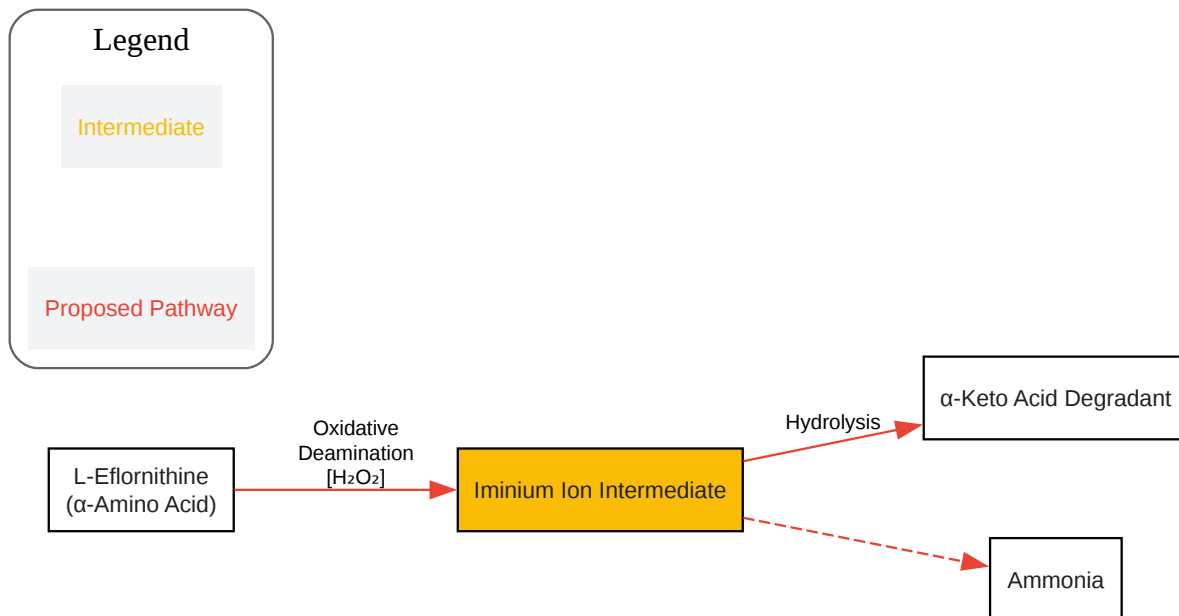 Legend
Intermediate
Proposed Pathway
L-Eflornithine
(α-Amino Acid)
Oxidative
Deamination
[H₂O₂]
Iminium Ion Intermediate
Hydrolysis
α-Keto Acid Degradant
Ammonia